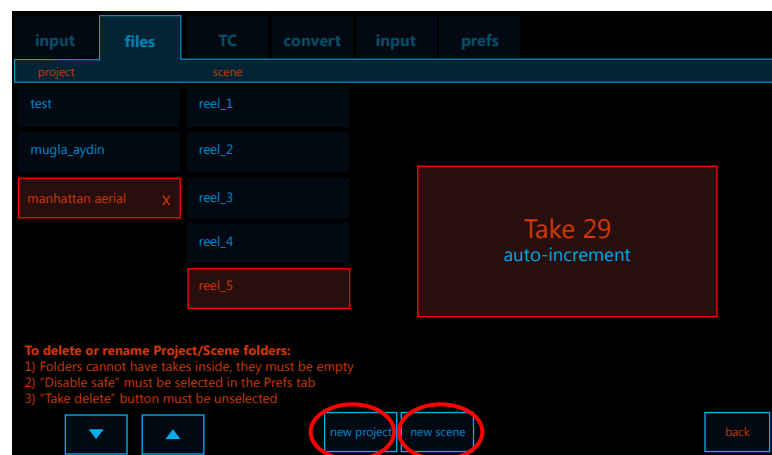 input files TC convert input prefs
project scene
test reel_1
mugla_aydin reel_2
manhattan aerial X reel_3
reel_4
reel_5
Take 29
auto-increment
To delete or rename Project/Scene folders:
1) Folders cannot have takes inside, they must be empty
2) "Disable safe" must be selected in the Prefs tab
3) "Take delete" button must be unselected
new project new scene back